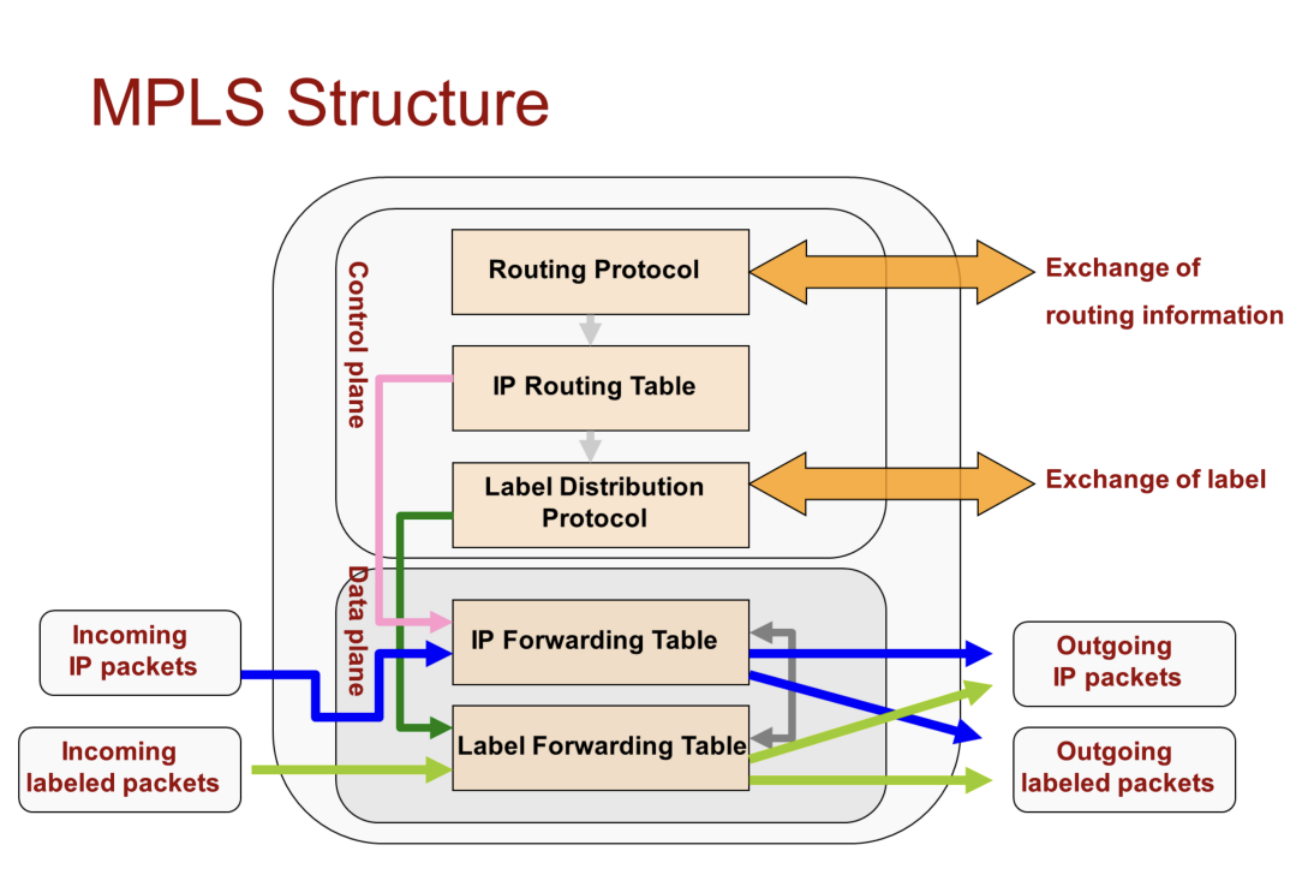 MPLS Structure
Control plane
Routing Protocol
Exchange of
routing information
IP Routing Table
Label Distribution
Protocol
Exchange of label
Data plane
Incoming
IP packets
IP Forwarding Table
Outgoing
IP packets
Incoming
labeled packets
Label Forwarding Table
Outgoing
labeled packets